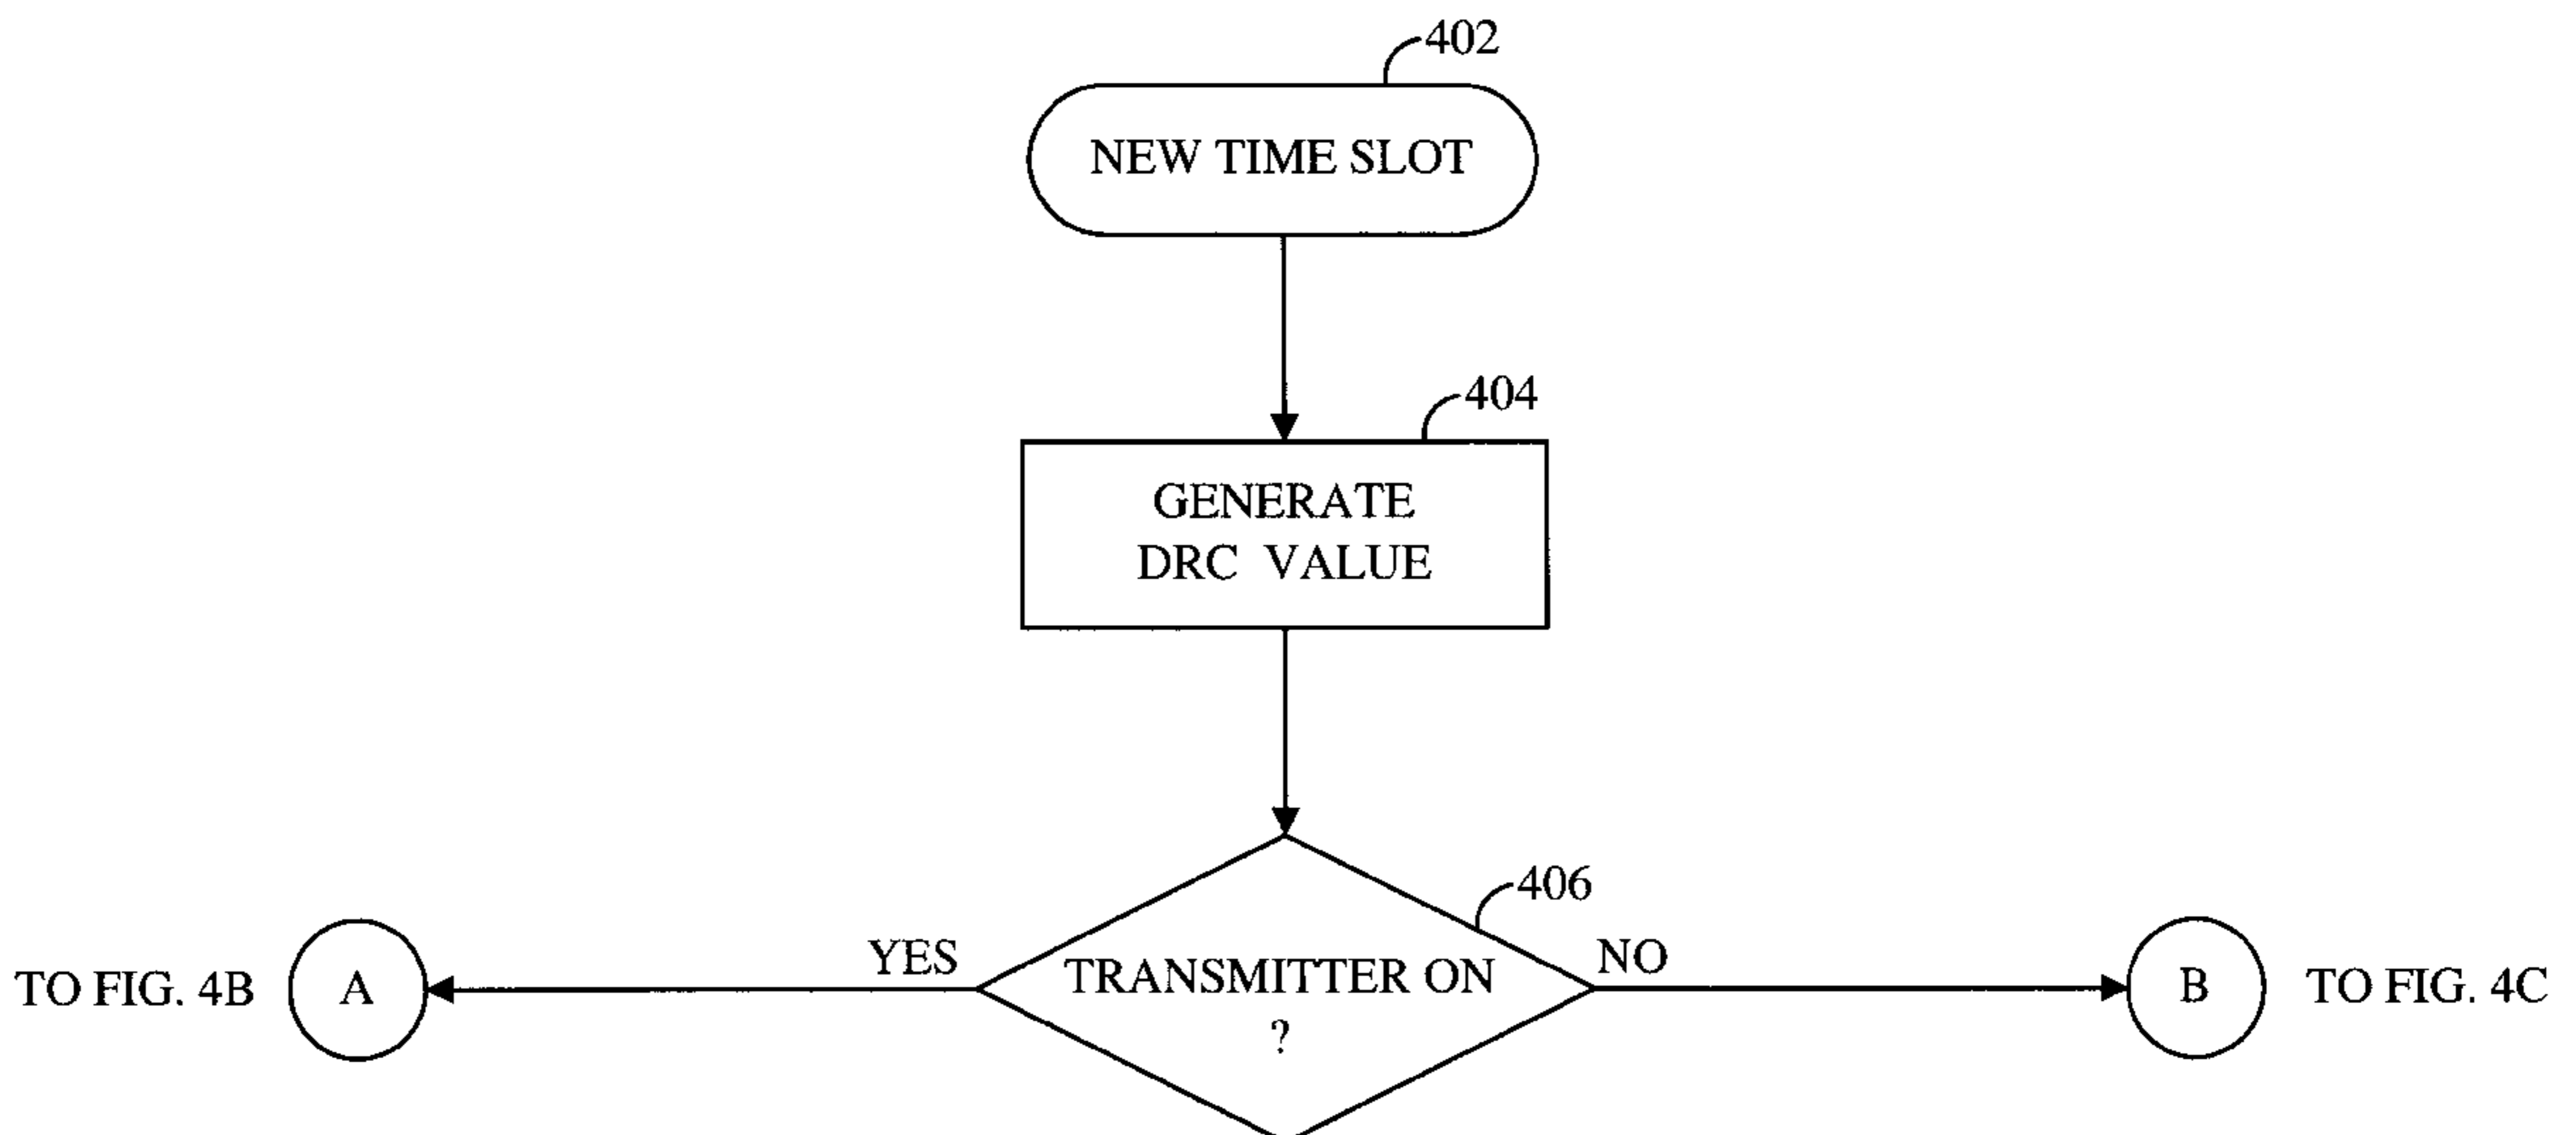 402
NEW TIME SLOT
404
GENERATE
DRC VALUE
406
YES
NO
TO FIG. 4B
A
TRANSMITTER ON
?
B
TO FIG. 4C